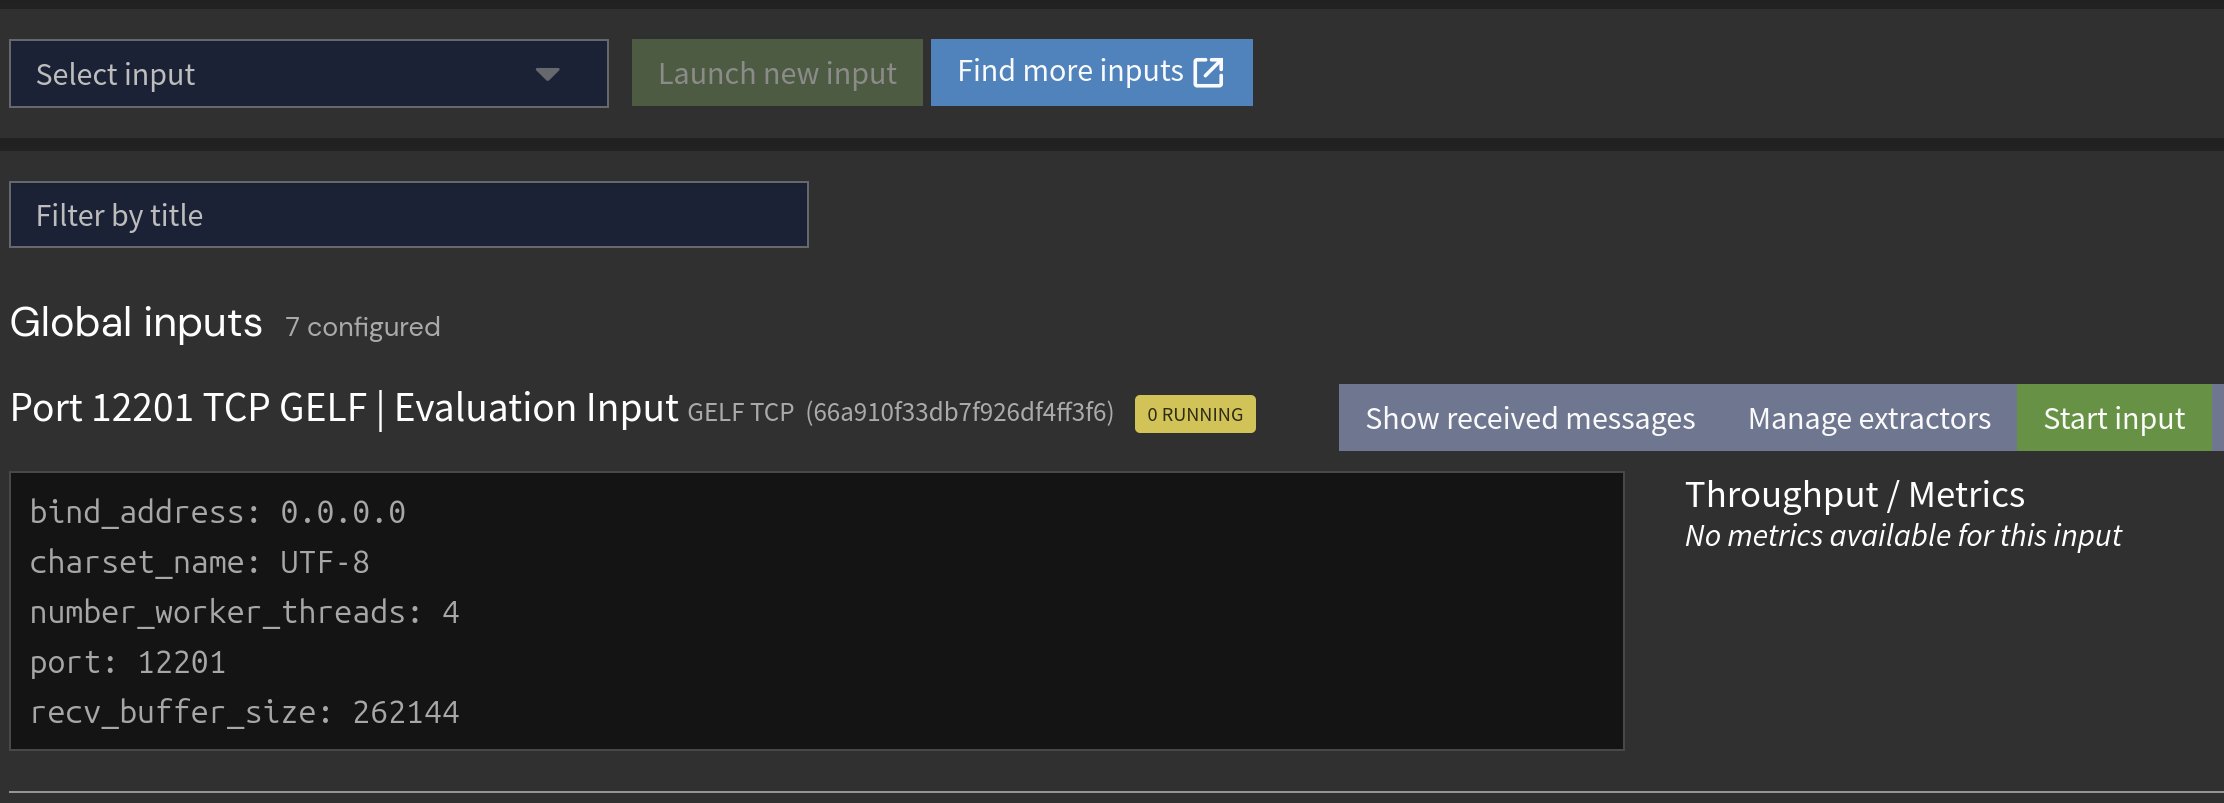 Select input
Launch new input
Find more inputs
Filter by title
Global inputs 7 configured
Port 12201 TCP GELF | Evaluation Input GELF TCP (66a910f33db7f926df4ff3f6) 0 RUNNING
Show received messages
Manage extractors
Start input
bind_address: 0.0.0.0
charset_name: UTF-8
number_worker_threads: 4
port: 12201
recv_buffer_size: 262144
Throughput / Metrics
No metrics available for this input